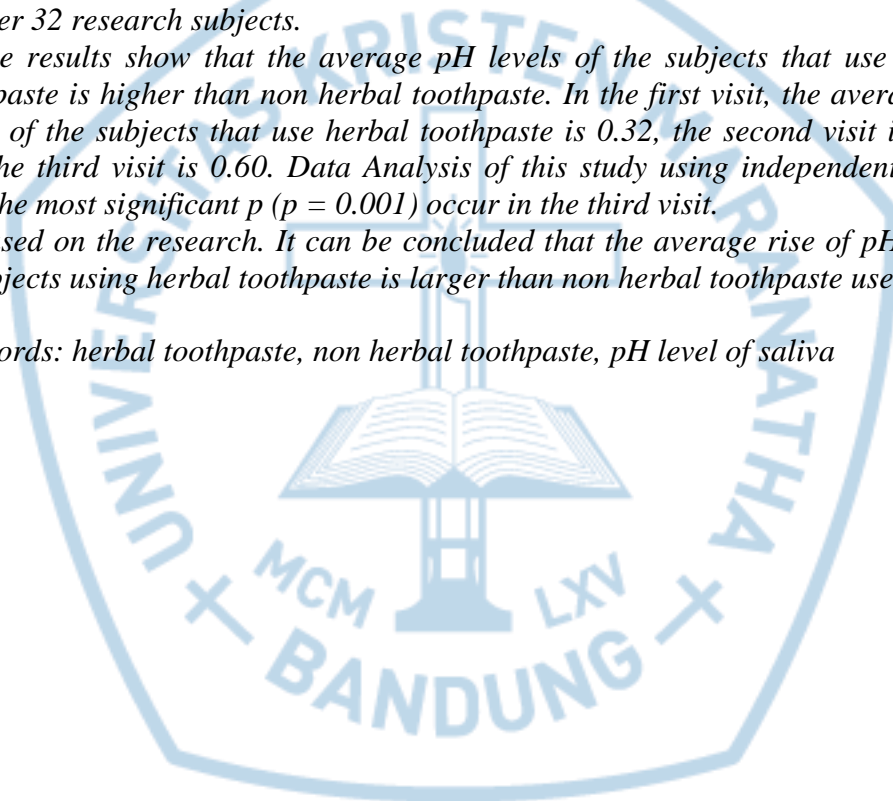 er 32 research subjects.
e results show that the average pH levels of the subjects that use
paste is higher than non herbal toothpaste. In the first visit, the avera
of the subjects that use herbal toothpaste is 0.32, the second visit i
he third visit is 0.60. Data Analysis of this study using independent
he most significant p (p = 0.001) occur in the third visit.
sed on the research. It can be concluded that the average rise of pH
bjects using herbal toothpaste is larger than non herbal toothpaste use
ords: herbal toothpaste, non herbal toothpaste, pH level of saliva
UNIVERSITAS KRISTEN MARANATHA
MCM LXV
BANDUNG